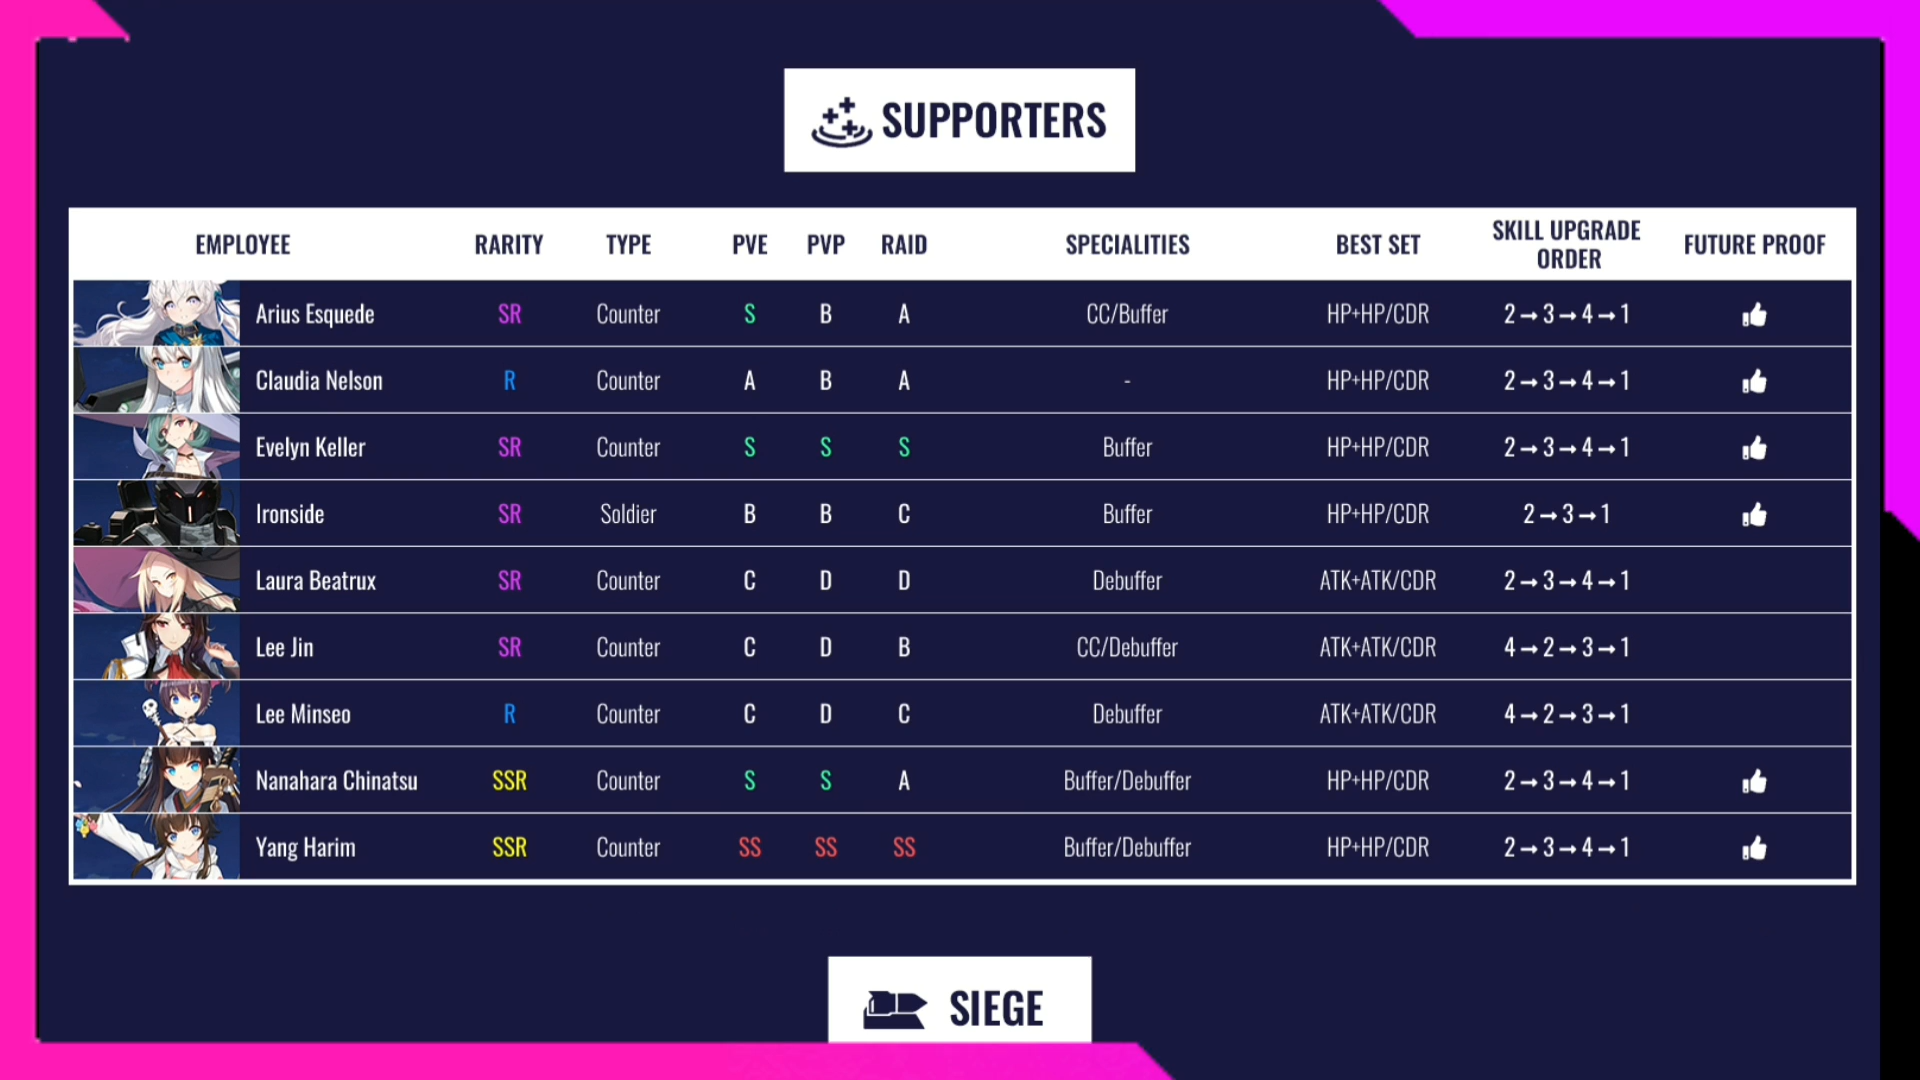 SUPPORTERS
EMPLOYEE RARITY TYPE PVE PVP RAID SPECIALITIES BEST SET SKILL UPGRADE ORDER FUTURE PROOF
Arius Esquede SR Counter S B A CC/Buffer HP+HP/CDR 2→3→4→1
Claudia Nelson R Counter A B A - HP+HP/CDR 2→3→4→1
Evelyn Keller SR Counter S S S Buffer HP+HP/CDR 2→3→4→1
Ironside SR Soldier B B C Buffer HP+HP/CDR 2→3→1
Laura Beatrux SR Counter C D D Debuffer ATK+ATK/CDR 2→3→4→1
Lee Jin SR Counter C D B CC/Debuffer ATK+ATK/CDR 4→2→3→1
Lee Minseo R Counter C D C Debuffer ATK+ATK/CDR 4→2→3→1
Nanahara Chinatsu SSR Counter S S A Buffer/Debuffer HP+HP/CDR 2→3→4→1
Yang Harim SSR Counter SS SS SS Buffer/Debuffer HP+HP/CDR 2→3→4→1
SIEGE